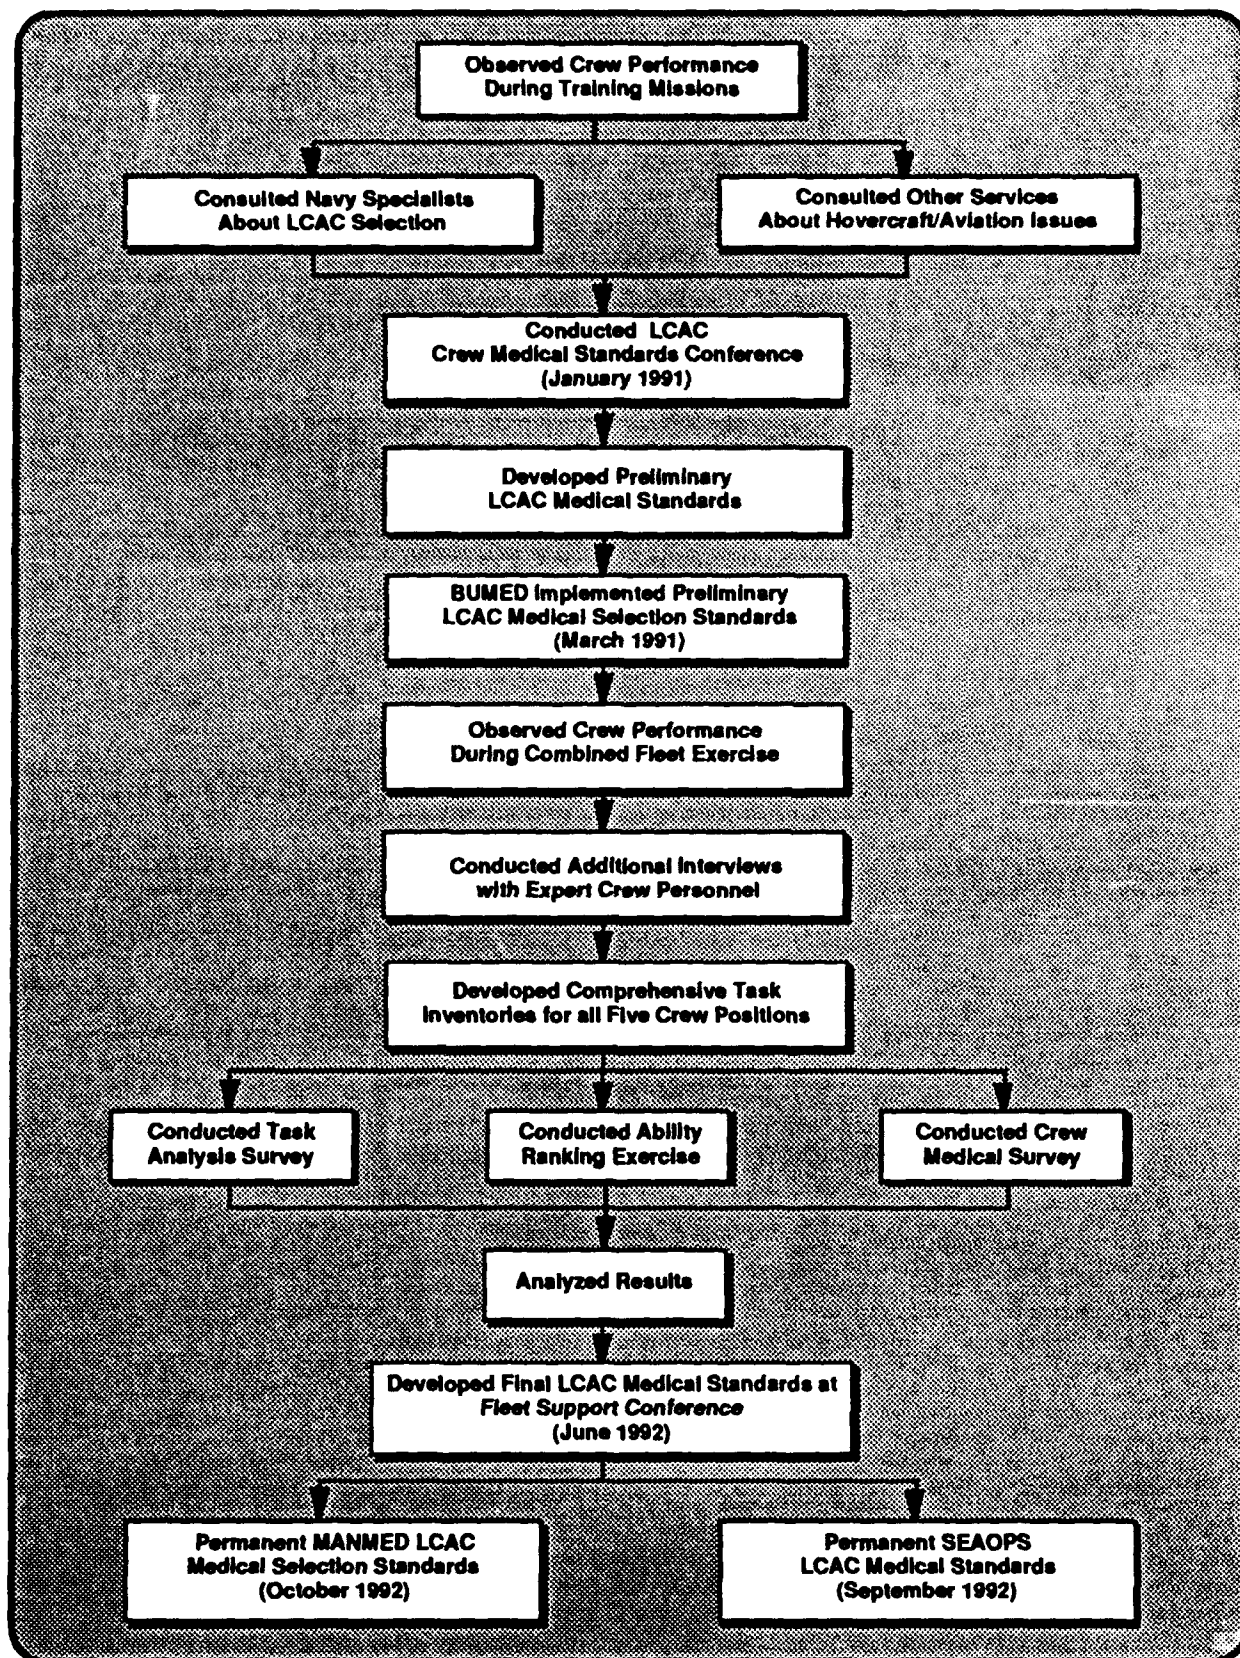 Observed Crew Performance
During Training Missions
Consulted Navy Specialists
About LCAC Selection
Consulted Other Services
About Hovercraft/Aviation Issues
Conducted LCAC
Crew Medical Standards Conference
(January 1991)
Developed Preliminary
LCAC Medical Standards
BUMED Implemented Preliminary
LCAC Medical Selection Standards
(March 1991)
Observed Crew Performance
During Combined Fleet Exercise
Conducted Additional Interviews
with Expert Crew Personnel
Developed Comprehensive Task
Inventories for all Five Crew Positions
Conducted Task
Analysis Survey
Conducted Ability
Ranking Exercise
Conducted Crew
Medical Survey
Analyzed Results
Developed Final LCAC Medical Standards at
Fleet Support Conference
(June 1992)
Permanent MANMED LCAC
Medical Selection Standards
(October 1992)
Permanent SEAOPS
LCAC Medical Standards
(September 1992)